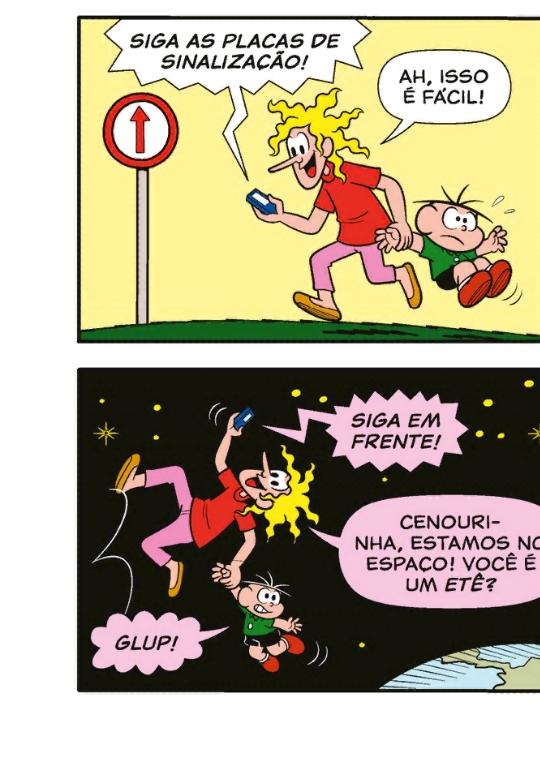 SIGA AS PLACAS DE
SINALIZAÇÃO!
AH, ISSO
É FÁCIL!
SIGA EM
FRENTE!
CENOURI-
NHA, ESTAMOS NO
ESPAÇO! VOCÊ É
UM ETÊ?
GLUP!